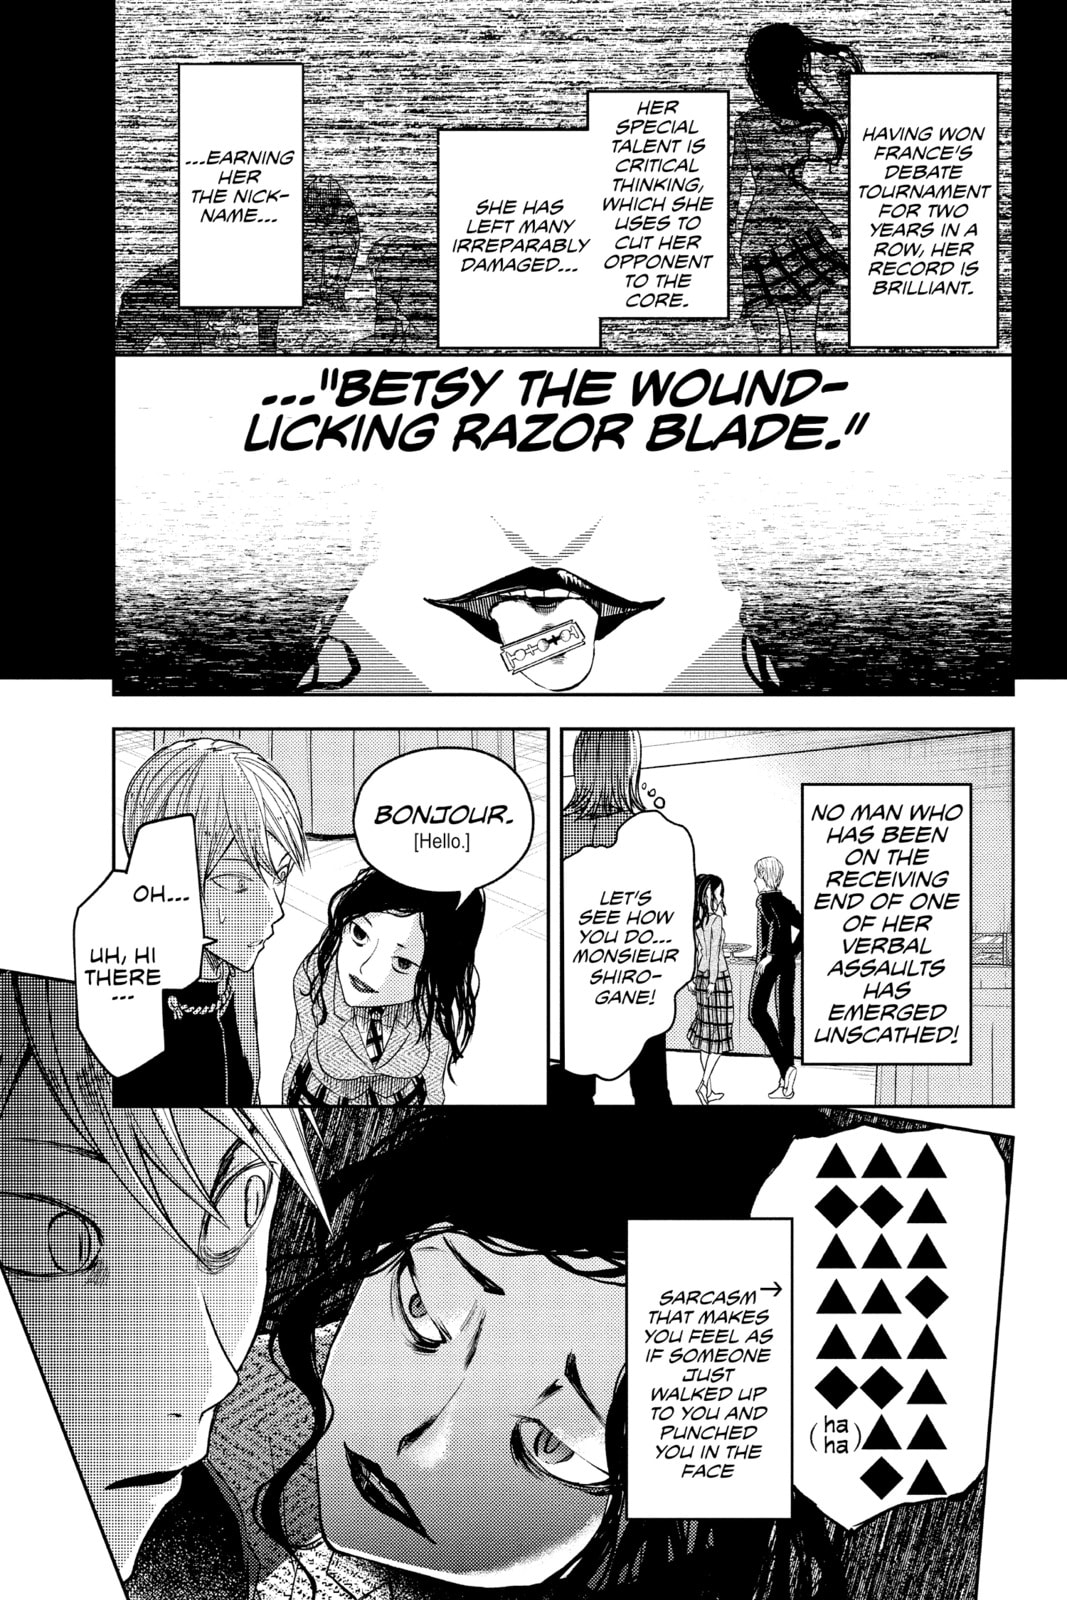 HAVING WON
FRANCE'S
DEBATE
TOURNAMENT
FOR TWO
YEARS IN A
ROW, HER
RECORD IS
BRILLIANT.
HER
SPECIAL
TALENT IS
CRITICAL
THINKING,
WHICH SHE
USES TO
CUT HER
OPPONENT
TO THE
CORE.
SHE HAS
LEFT MANY
IRREPARABLY
DAMAGED...
...EARNING
HER
THE NICK-
NAME...
..."BETSY THE WOUND-
LICKING RAZOR BLADE."
NO MAN WHO
HAS BEEN
ON THE
RECEIVING
END OF ONE
OF HER
VERBAL
ASSAULTS
HAS
EMERGED
UNSCATHED!
LET'S
SEE HOW
YOU DO...
MONSIEUR
SHIRO-
GANE!
BONJOUR.
[Hello.]
OH...
UH, HI
THERE
...
▲▲▲
◆◆▲
▲▲▲
▲▲◆
▲▲▲
◆◆▲
(ha
ha)▲▲
◆▲
→
SARCASM
THAT MAKES
YOU FEEL AS
IF SOMEONE
JUST
WALKED UP
TO YOU AND
PUNCHED
YOU IN THE
FACE